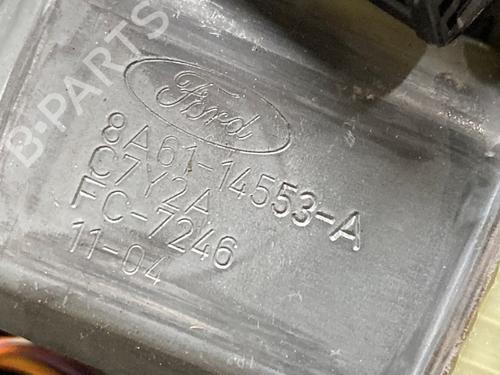 B-PARTS
Ford
8A61-14553-A
C7Y2A
FC-7246
11-04